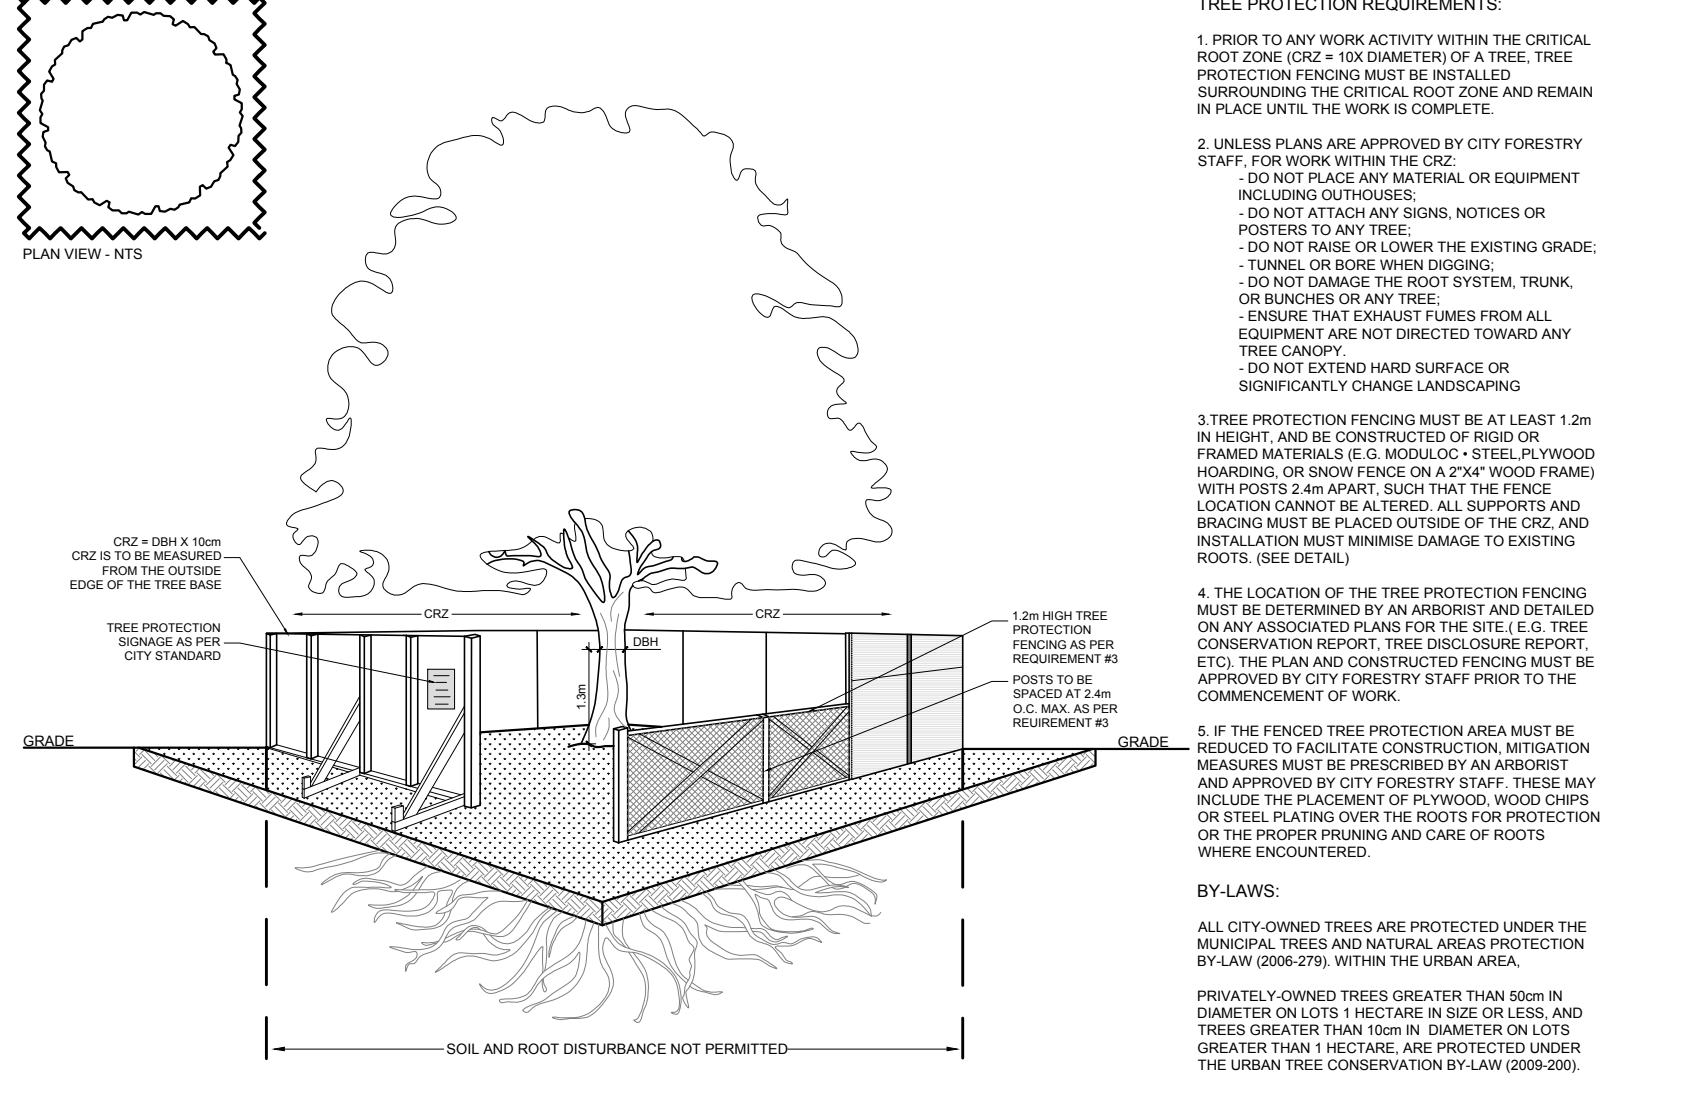 PLAN VIEW - NTS
CRZ = DBH X 10cm
CRZ IS TO BE MEASURED
FROM THE OUTSIDE
EDGE OF THE TREE BASE
TREE PROTECTION
SIGNAGE AS PER
CITY STANDARD
CRZ
CRZ
DBH
1.3m
1.2m HIGH TREE
PROTECTION
FENCING AS PER
REQUIREMENT #3
POSTS TO BE
SPACED AT 2.4m
O.C. MAX. AS PER
REUIREMENT #3
GRADE
GRADE
SOIL AND ROOT DISTURBANCE NOT PERMITTED
TREE PROTECTION REQUIREMENTS:
1. PRIOR TO ANY WORK ACTIVITY WITHIN THE CRITICAL
ROOT ZONE (CRZ = 10X DIAMETER) OF A TREE, TREE
PROTECTION FENCING MUST BE INSTALLED
SURROUNDING THE CRITICAL ROOT ZONE AND REMAIN
IN PLACE UNTIL THE WORK IS COMPLETE.
2. UNLESS PLANS ARE APPROVED BY CITY FORESTRY
STAFF, FOR WORK WITHIN THE CRZ:
- DO NOT PLACE ANY MATERIAL OR EQUIPMENT
INCLUDING OUTHOUSES;
- DO NOT ATTACH ANY SIGNS, NOTICES OR
POSTERS TO ANY TREE;
- DO NOT RAISE OR LOWER THE EXISTING GRADE;
- TUNNEL OR BORE WHEN DIGGING;
- DO NOT DAMAGE THE ROOT SYSTEM, TRUNK,
OR BUNCHES OR ANY TREE;
- ENSURE THAT EXHAUST FUMES FROM ALL
EQUIPMENT ARE NOT DIRECTED TOWARD ANY
TREE CANOPY.
- DO NOT EXTEND HARD SURFACE OR
SIGNIFICANTLY CHANGE LANDSCAPING
3.TREE PROTECTION FENCING MUST BE AT LEAST 1.2m
IN HEIGHT, AND BE CONSTRUCTED OF RIGID OR
FRAMED MATERIALS (E.G. MODULOC • STEEL,PLYWOOD
HOARDING, OR SNOW FENCE ON A 2"X4" WOOD FRAME)
WITH POSTS 2.4m APART, SUCH THAT THE FENCE
LOCATION CANNOT BE ALTERED. ALL SUPPORTS AND
BRACING MUST BE PLACED OUTSIDE OF THE CRZ, AND
INSTALLATION MUST MINIMISE DAMAGE TO EXISTING
ROOTS. (SEE DETAIL)
4. THE LOCATION OF THE TREE PROTECTION FENCING
MUST BE DETERMINED BY AN ARBORIST AND DETAILED
ON ANY ASSOCIATED PLANS FOR THE SITE.( E.G. TREE
CONSERVATION REPORT, TREE DISCLOSURE REPORT,
ETC). THE PLAN AND CONSTRUCTED FENCING MUST BE
APPROVED BY CITY FORESTRY STAFF PRIOR TO THE
COMMENCEMENT OF WORK.
5. IF THE FENCED TREE PROTECTION AREA MUST BE
REDUCED TO FACILITATE CONSTRUCTION, MITIGATION
MEASURES MUST BE PRESCRIBED BY AN ARBORIST
AND APPROVED BY CITY FORESTRY STAFF. THESE MAY
INCLUDE THE PLACEMENT OF PLYWOOD, WOOD CHIPS
OR STEEL PLATING OVER THE ROOTS FOR PROTECTION
OR THE PROPER PRUNING AND CARE OF ROOTS
WHERE ENCOUNTERED.
BY-LAWS:
ALL CITY-OWNED TREES ARE PROTECTED UNDER THE
MUNICIPAL TREES AND NATURAL AREAS PROTECTION
BY-LAW (2006-279). WITHIN THE URBAN AREA,
PRIVATELY-OWNED TREES GREATER THAN 50cm IN
DIAMETER ON LOTS 1 HECTARE IN SIZE OR LESS, AND
TREES GREATER THAN 10cm IN DIAMETER ON LOTS
GREATER THAN 1 HECTARE, ARE PROTECTED UNDER
THE URBAN TREE CONSERVATION BY-LAW (2009-200).